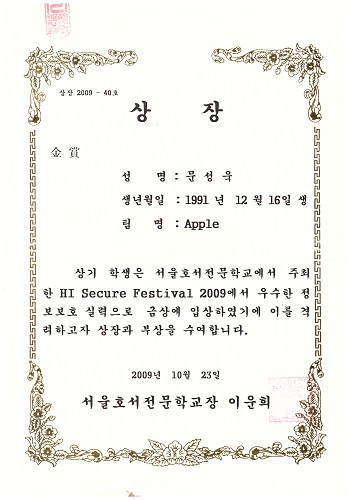 상장 2009 - 40호
상 장
金 賞
성 명 : 문성욱
생년월일 : 1991 년 12 월 16일 생
팀 명 : Apple
상기 학생은 서울호서전문학교에서 주최
한 HI Secure Festival 2009에서 우수한 정
보보호 실력으로 금상에 입상하였기에 이를 격
려하고자 상장과 부상을 수여합니다.
2009년 10월 23일
서울호서전문학교장 이운희